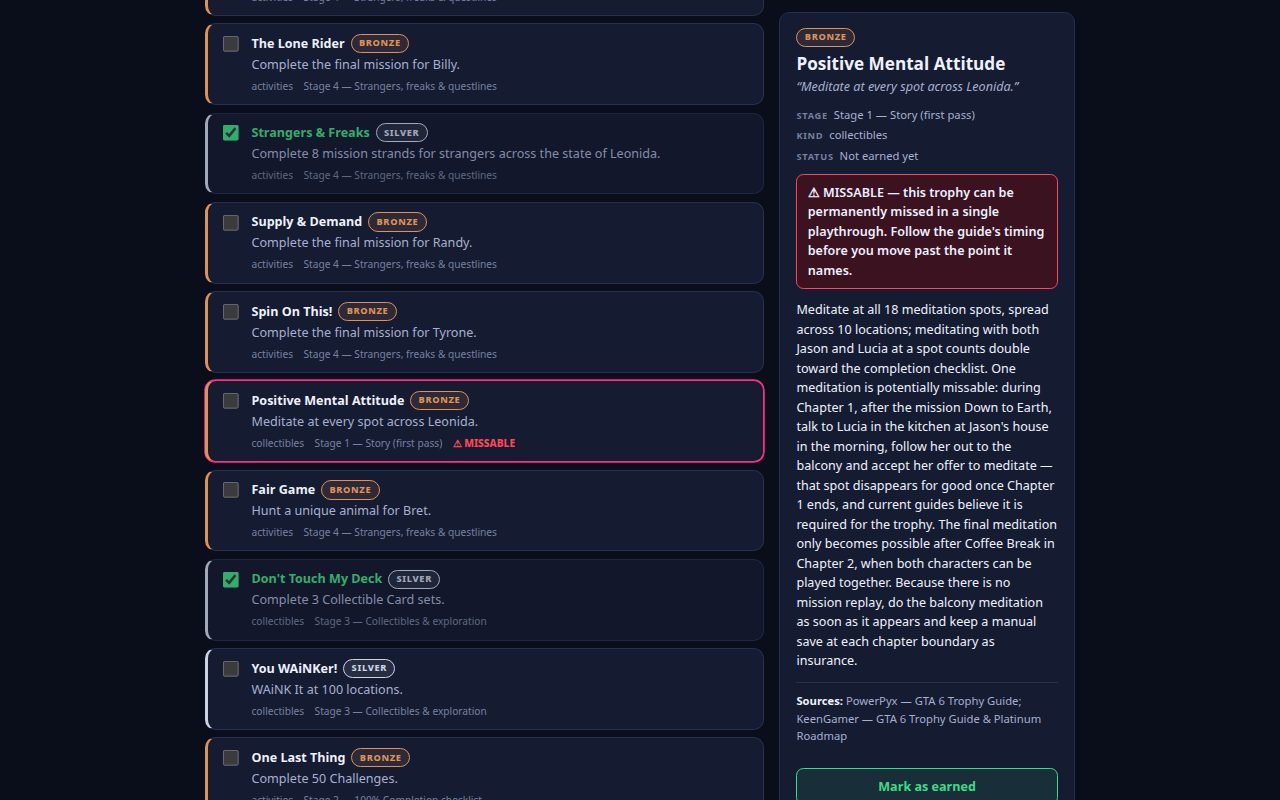 The Lone Rider BRONZE
Complete the final mission for Billy.
activities Stage 4 — Strangers, freaks & questlines
Strangers & Freaks SILVER
Complete 8 mission strands for strangers across the state of Leonida.
activities Stage 4 — Strangers, freaks & questlines
Supply & Demand BRONZE
Complete the final mission for Randy.
activities Stage 4 — Strangers, freaks & questlines
Spin On This! BRONZE
Complete the final mission for Tyrone.
activities Stage 4 — Strangers, freaks & questlines
Positive Mental Attitude BRONZE
Meditate at every spot across Leonida.
collectibles Stage 1 — Story (first pass) ⚠ MISSABLE
Fair Game BRONZE
Hunt a unique animal for Bret.
activities Stage 4 — Strangers, freaks & questlines
Don't Touch My Deck SILVER
Complete 3 Collectible Card sets.
collectibles Stage 3 — Collectibles & exploration
You WAiNKer! SILVER
WAiNK It at 100 locations.
collectibles Stage 3 — Collectibles & exploration
One Last Thing BRONZE
Complete 50 Challenges.
activities Stage 2 — 100% Completion checklist
BRONZE
Positive Mental Attitude
“Meditate at every spot across Leonida.”
STAGE Stage 1 — Story (first pass)
KIND collectibles
STATUS Not earned yet
⚠ MISSABLE — this trophy can be
permanently missed in a single
playthrough. Follow the guide's timing
before you move past the point it
names.
Meditate at all 18 meditation spots, spread
across 10 locations; meditating with both
Jason and Lucia at a spot counts double
toward the completion checklist. One
meditation is potentially missable: during
Chapter 1, after the mission Down to Earth,
talk to Lucia in the kitchen at Jason's house
in the morning, follow her out to the
balcony and accept her offer to meditate —
that spot disappears for good once Chapter
1 ends, and current guides believe it is
required for the trophy. The final meditation
only becomes possible after Coffee Break in
Chapter 2, when both characters can be
played together. Because there is no
mission replay, do the balcony meditation
as soon as it appears and keep a manual
save at each chapter boundary as
insurance.
Sources: PowerPyx — GTA 6 Trophy Guide;
KeenGamer — GTA 6 Trophy Guide & Platinum
Roadmap
Mark as earned